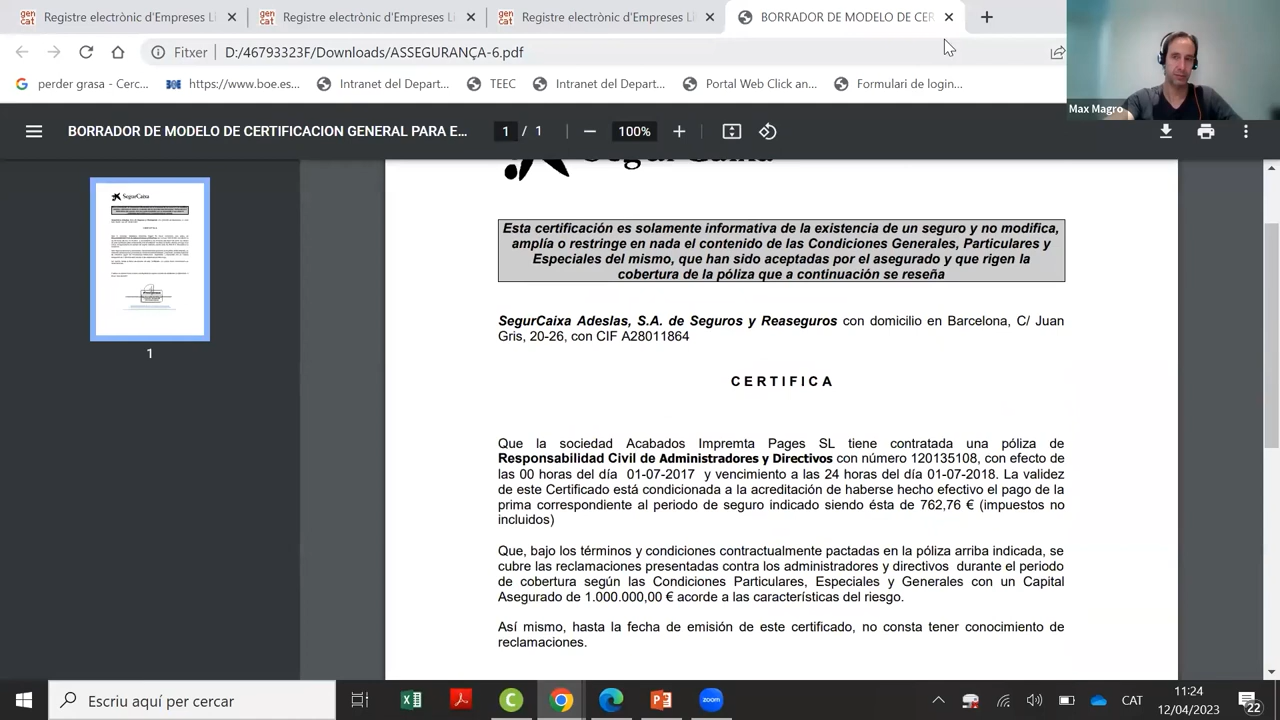 Registre electrònic d'Empreses Li
Registre electrònic d'Empreses Li
Registre electrònic d'Empreses Li
BORRADOR DE MODELO DE CER
Fitxer
D:/46793323F/Downloads/ASSEGURANÇA-6.pdf
perder grasa - Cerc...
https://www.boe.es...
Intranet del Depart...
TEEC
Intranet del Depart...
Portal Web Click an...
Formulari de login...
Max Magro
BORRADOR DE MODELO DE CERTIFICACION GENERAL PARA E...
1 / 1
100%
SegurCaixa
1
SegurCaixa
Esta certificación es solamente informativa de la existencia de un seguro y no modifica,
amplía o restringe en nada el contenido de las Condiciones Generales, Particulares y
Especiales del mismo, que han sido aceptadas por el asegurado y que rigen la
cobertura de la póliza que a continuación se reseña
SegurCaixa Adeslas, S.A. de Seguros y Reaseguros con domicilio en Barcelona, C/ Juan
Gris, 20-26, con CIF A28011864
C E R T I F I C A
Que la sociedad Acabados Impremta Pages SL tiene contratada una póliza de
Responsabilidad Civil de Administradores y Directivos con número 120135108, con efecto de
las 00 horas del día 01-07-2017 y vencimiento a las 24 horas del día 01-07-2018. La validez
de este Certificado está condicionada a la acreditación de haberse hecho efectivo el pago de la
prima correspondiente al periodo de seguro indicado siendo ésta de 762,76 € (impuestos no
incluidos)
Que, bajo los términos y condiciones contractualmente pactadas en la póliza arriba indicada, se
cubre las reclamaciones presentadas contra los administradores y directivos durante el periodo
de cobertura según las Condiciones Particulares, Especiales y Generales con un Capital
Asegurado de 1.000.000,00 € acorde a las características del riesgo.
Así mismo, hasta la fecha de emisión de este certificado, no consta tener conocimiento de
reclamaciones.
Escriu aquí per cercar
zoom
CAT
11:24
12/04/2023
22